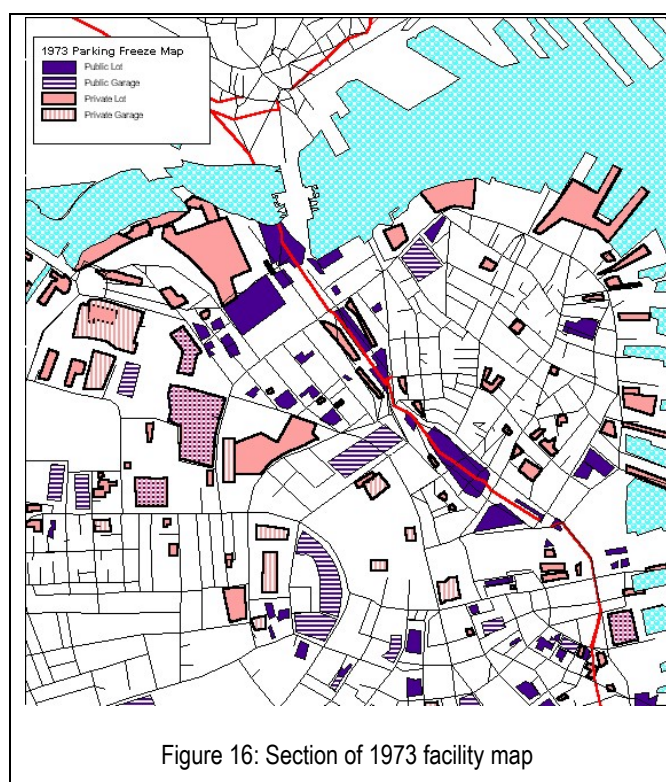 1973 Parking Freeze Map
Public Lot
Public Garage
Private Lot
Private Garage
Figure 16: Section of 1973 facility map